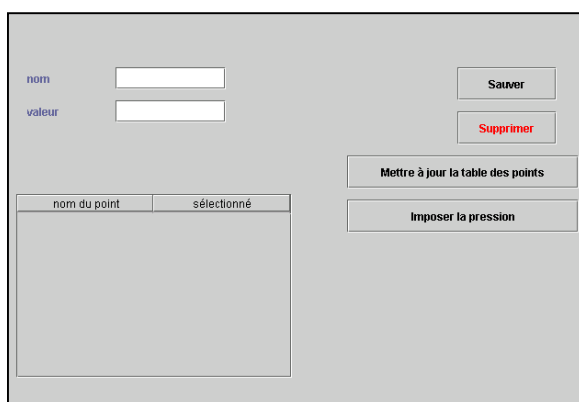 nom
valeur
Sauver
Supprimer
Mettre à jour la table des points
Imposer la pression
nom du point sélectionné